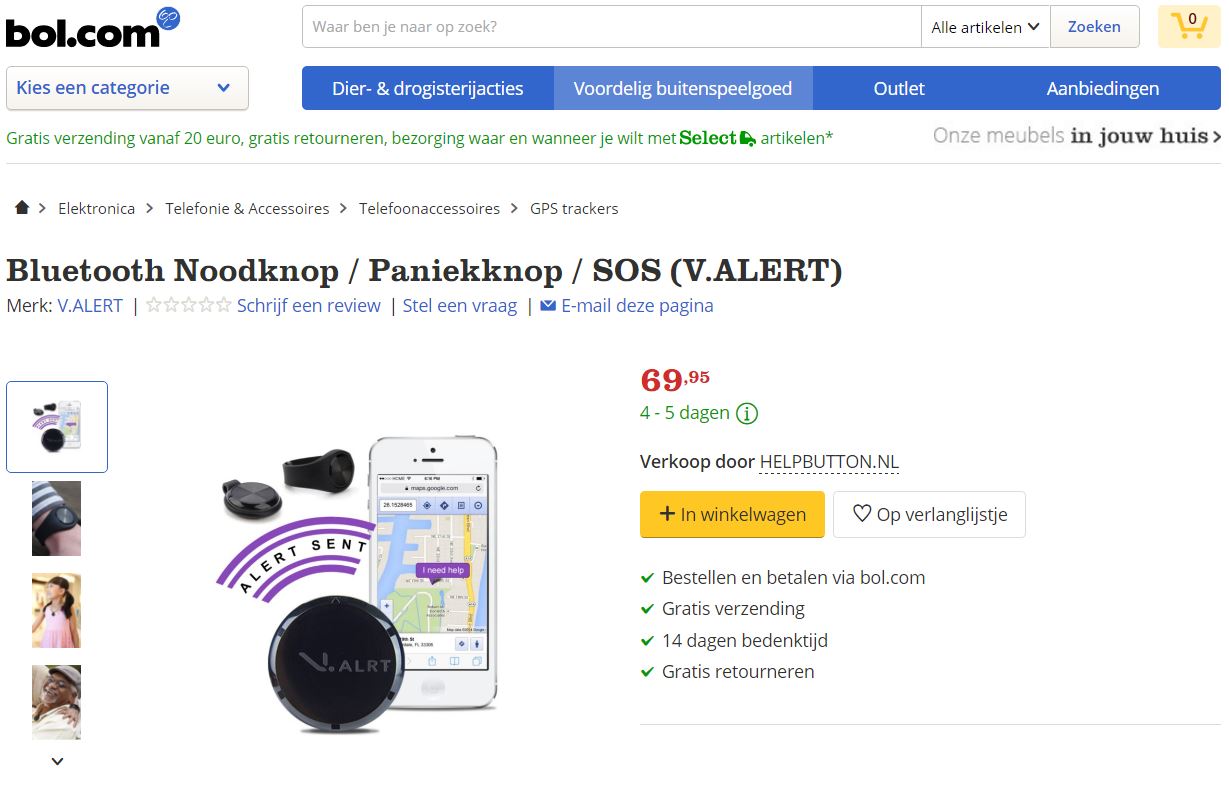 bol.com
Waar ben je naar op zoek?
Alle artikelen
Zoeken
0
Kies een categorie
Dier- & drogisterijacties
Voordelig buitenspeelgoed
Outlet
Aanbiedingen
Gratis verzending vanaf 20 euro, gratis retourneren, bezorging waar en wanneer je wilt met Select artikelen*
Onze meubels in jouw huis
Elektronica > Telefonie & Accessoires > Telefoonaccessoires > GPS trackers
Bluetooth Noodknop / Paniekknop / SOS (V.ALERT)
Merk: V.ALERT | Schrijf een review | Stel een vraag | E-mail deze pagina
69,95
4 - 5 dagen
Verkoop door HELPBUTTON.NL
+ In winkelwagen
Op verlanglijstje
Bestellen en betalen via bol.com
Gratis verzending
14 dagen bedenktijd
Gratis retourneren
maps.google.com
26.1528465
ALERT SENT
I need help
V.ALRT